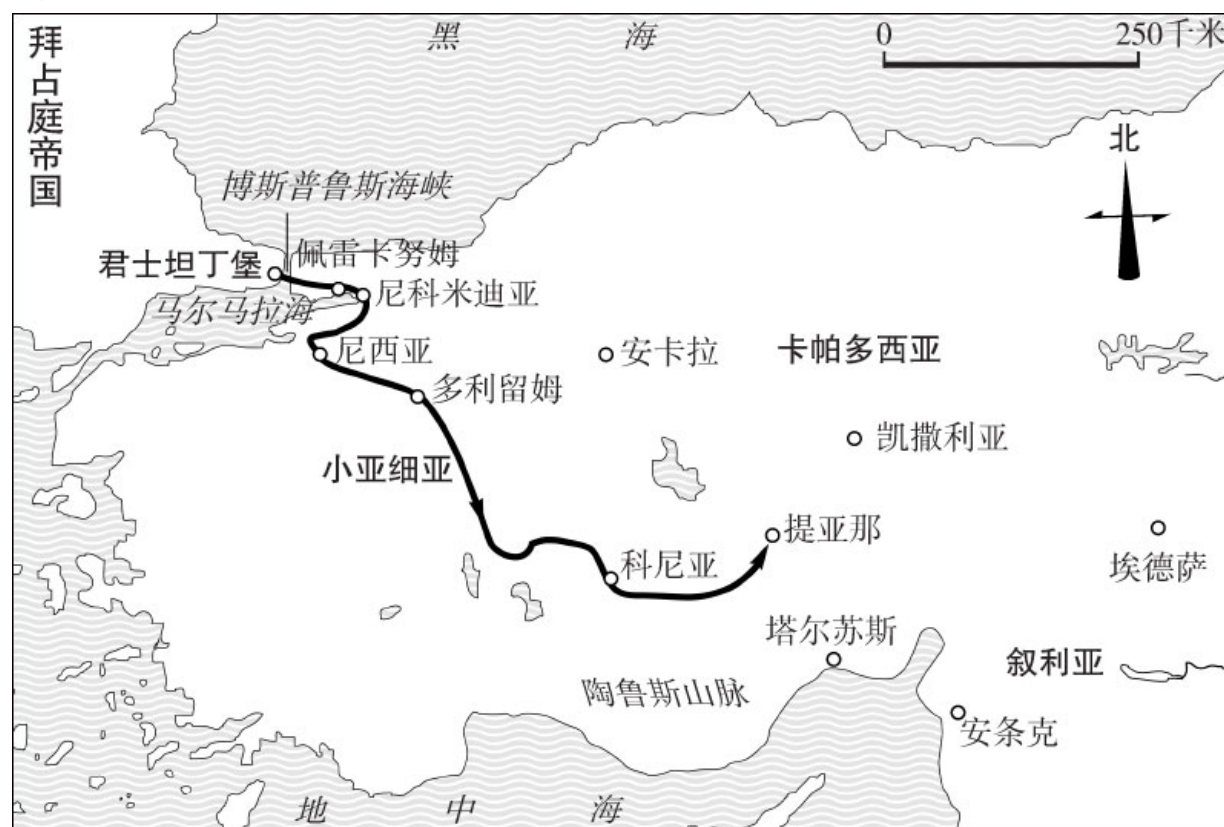 拜占庭帝国
黑海
0 250千米
北
博斯普鲁斯海峡
君士坦丁堡
佩雷卡努姆
马尔马拉海
尼科米迪亚
尼西亚
安卡拉
卡帕多西亚
多利留姆
凯撒利亚
小亚细亚
提亚那
科尼亚
埃德萨
塔尔苏斯
叙利亚
陶鲁斯山脉
安条克
地中海